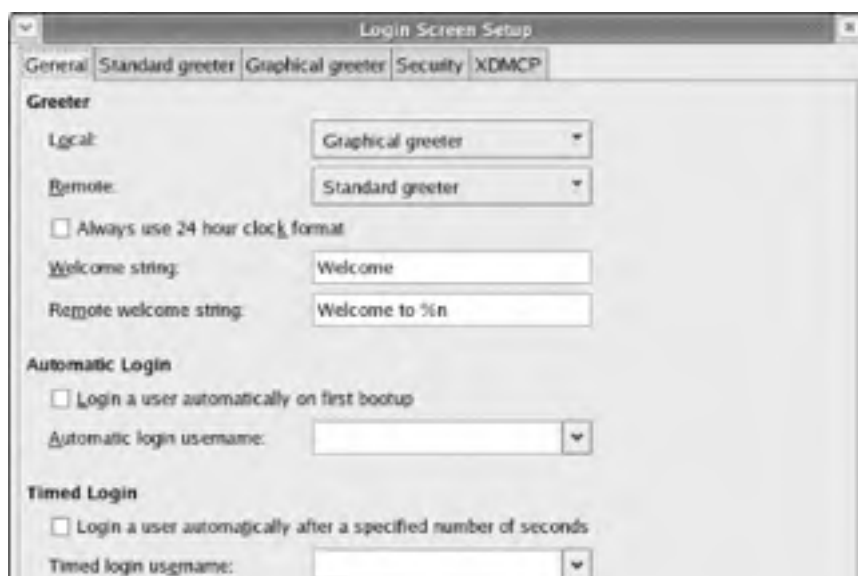 Login Screen Setup
General Standard greeter Graphical greeter Security XDMCP
Greeter
Local: Graphical greeter
Remote: Standard greeter
Always use 24 hour clock format
Welcome string: Welcome
Remote welcome string: Welcome to %n
Automatic Login
Login a user automatically on first bootup
Automatic login username:
Timed Login
Login a user automatically after a specified number of seconds
Timed login username: